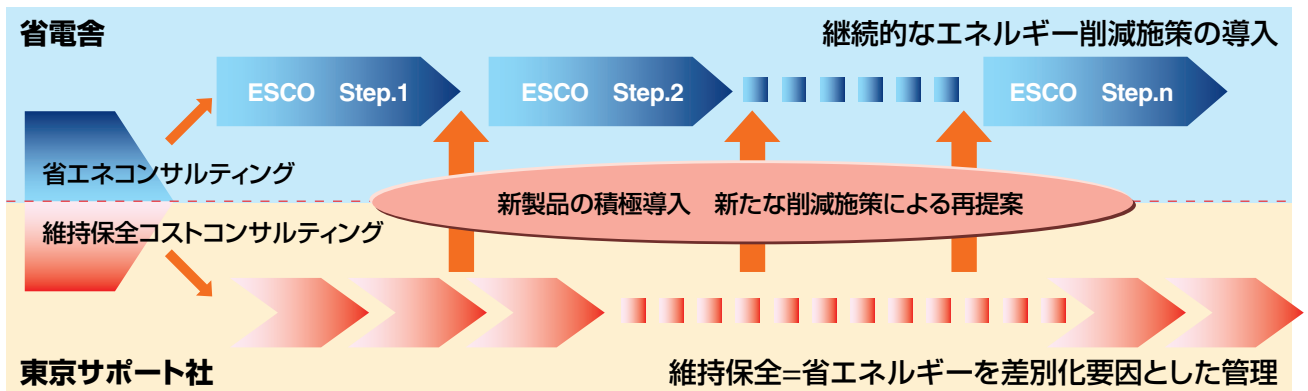 省電舎
継続的なエネルギー削減施策の導入
ESCO Step.1
ESCO Step.2
ESCO Step.n
省エネコンサルティング
新製品の積極導入 新たな削減施策による再提案
維持保全コストコンサルティング
東京サポート社
維持保全=省エネルギーを差別化要因とした管理